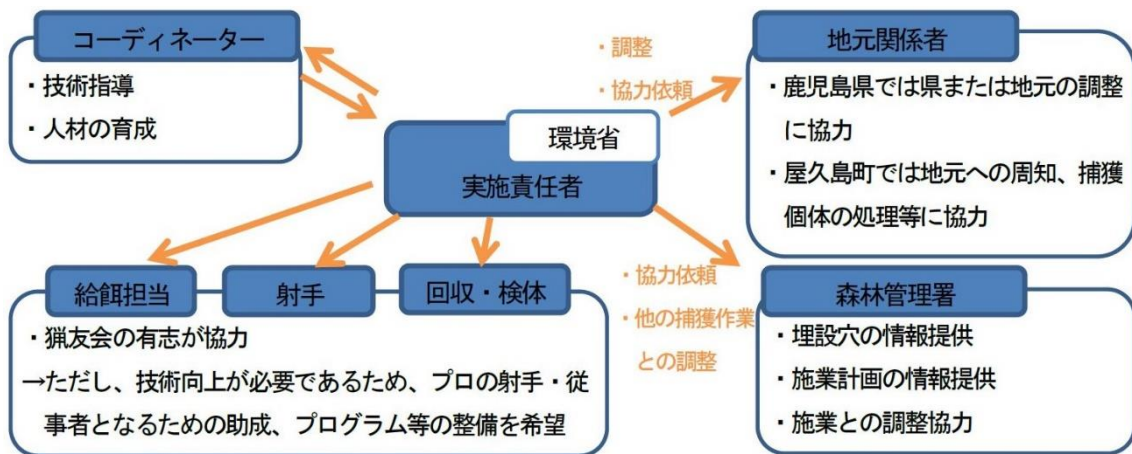 コーディネーター
・技術指導
・人材の育成
・調整
・協力依頼
地元関係者
・鹿児島県では県または地元の調整
に協力
・屋久島町では地元への周知、捕獲
個体の処理等に協力
環境省
実施責任者
給餌担当
射手
回収・検体
・猟友会の有志が協力
→ただし、技術向上が必要であるため、プロの射手・従
事者となるための助成、プログラム等の整備を希望
・協力依頼
・他の捕獲作業
との調整
森林管理署
・埋設穴の情報提供
・施業計画の情報提供
・施業との調整協力